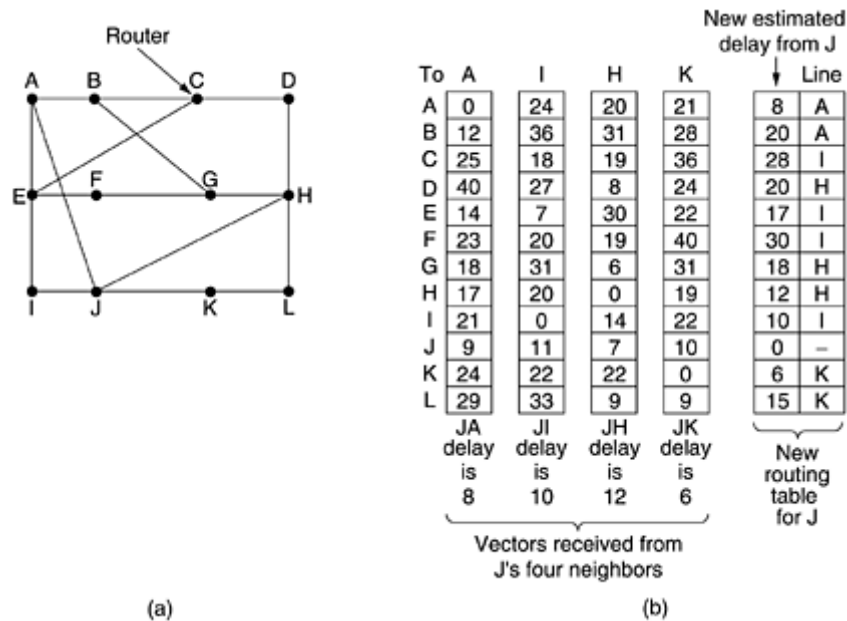 Router
A B C D
E F G H
I J K L
(a)
New estimated
delay from J
To A I H K Line
A 0 24 20 21 8 A
B 12 36 31 28 20 A
C 25 18 19 36 28 I
D 40 27 8 24 20 H
E 14 7 30 22 17 I
F 23 20 19 40 30 I
G 18 31 6 31 18 H
H 17 20 0 19 12 H
I 21 0 14 22 10 I
J 9 11 7 10 0 –
K 24 22 22 0 6 K
L 29 33 9 9 15 K
JA JI JH JK
delay delay delay delay
is is is is
8 10 12 6
Vectors received from
J's four neighbors
New
routing
table
for J
(b)